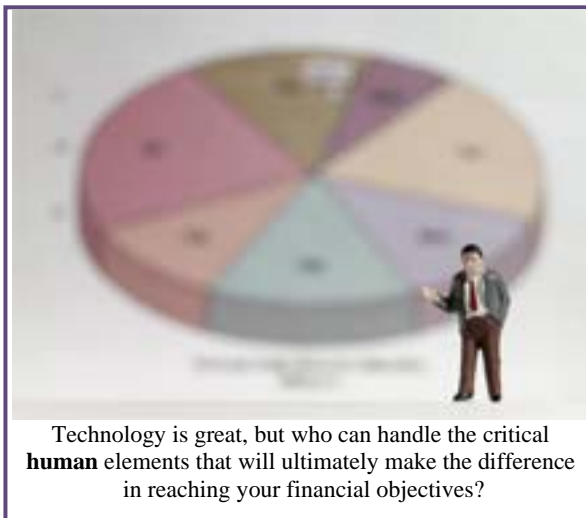 Technology is great, but who can handle the critical
human elements that will ultimately make the difference
in reaching your financial objectives?